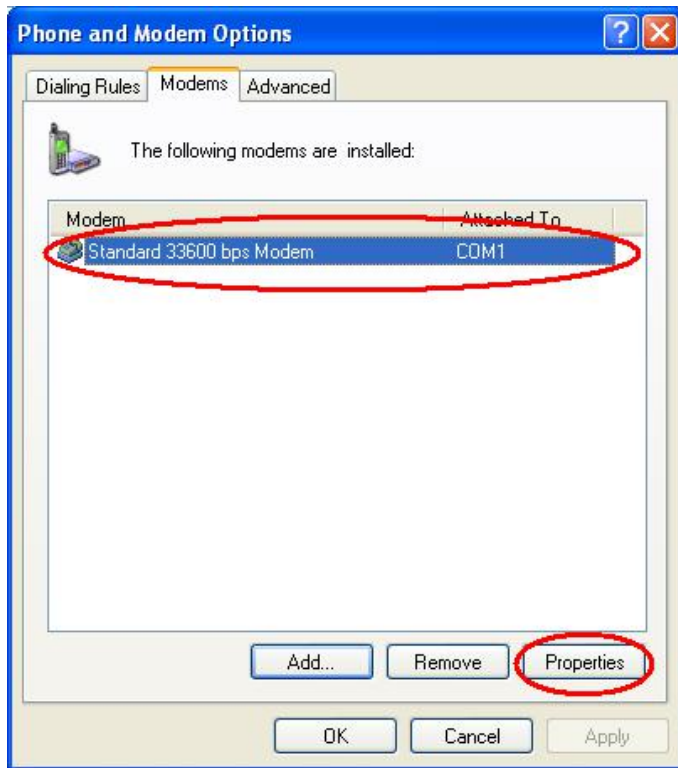 Phone and Modem Options
Dialing Rules Modems Advanced
The following modems are installed:
Modem Attached To
Standard 33600 bps Modem COM1
Add... Remove Properties
OK Cancel Apply